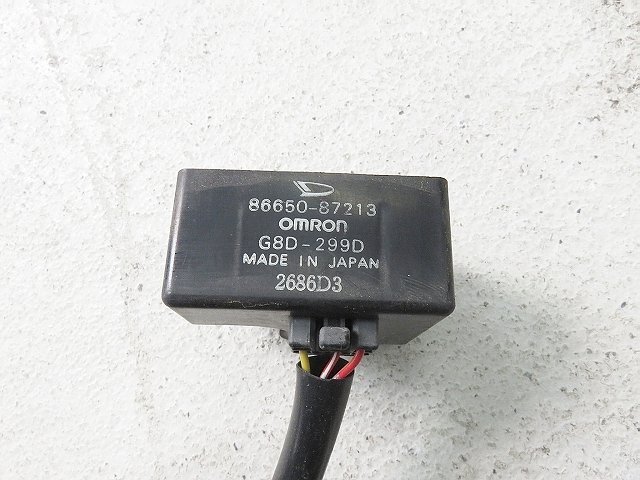 86650-87213
OMRON
G8D-299D
MADE IN JAPAN
2686D3